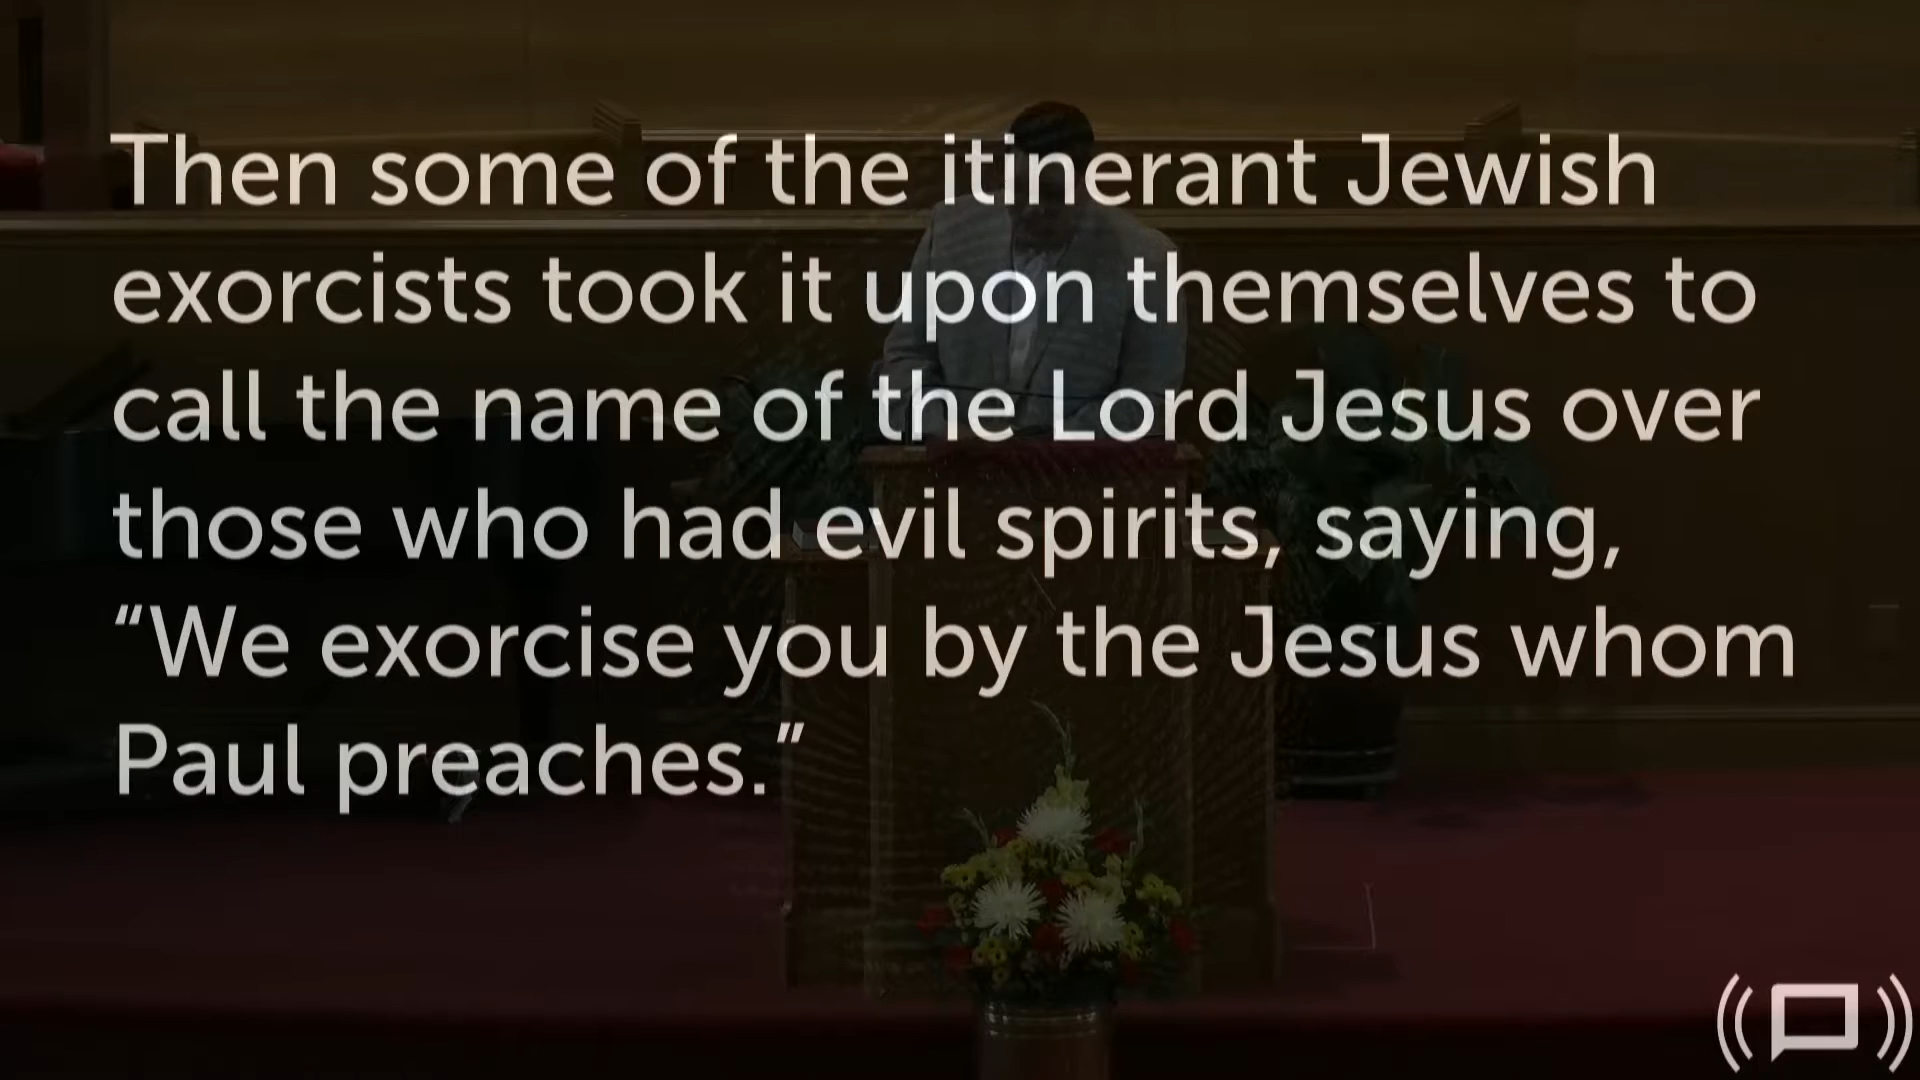 Then some of the itinerant Jewish
exorcists took it upon themselves to
call the name of the Lord Jesus over
those who had evil spirits, saying,
“We exorcise you by the Jesus whom
Paul preaches.”